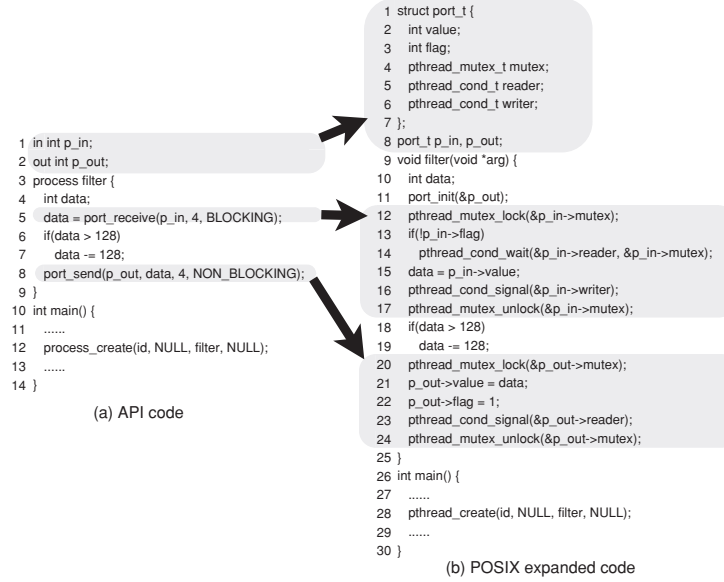 1 in int p_in;
2 out int p_out;
3 process filter {
4 int data;
5 data = port_receive(p_in, 4, BLOCKING);
6 if(data > 128)
7 data -= 128;
8 port_send(p_out, data, 4, NON_BLOCKING);
9 }
10 int main() {
11 ......
12 process_create(id, NULL, filter, NULL);
13 ......
14 }
(a) API code
1 struct port_t {
2 int value;
3 int flag;
4 pthread_mutex_t mutex;
5 pthread_cond_t reader;
6 pthread_cond_t writer;
7 };
8 port_t p_in, p_out;
9 void filter(void *arg) {
10 int data;
11 port_init(&p_out);
12 pthread_mutex_lock(&p_in->mutex);
13 if(!p_in->flag)
14 pthread_cond_wait(&p_in->reader, &p_in->mutex);
15 data = p_in->value;
16 pthread_cond_signal(&p_in->writer);
17 pthread_mutex_unlock(&p_in->mutex);
18 if(data > 128)
19 data -= 128;
20 pthread_mutex_lock(&p_out->mutex);
21 p_out->value = data;
22 p_out->flag = 1;
23 pthread_cond_signal(&p_out->reader);
24 pthread_mutex_unlock(&p_out->mutex);
25 }
26 int main() {
27 ......
28 pthread_create(id, NULL, filter, NULL);
29 ......
30 }
(b) POSIX expanded code